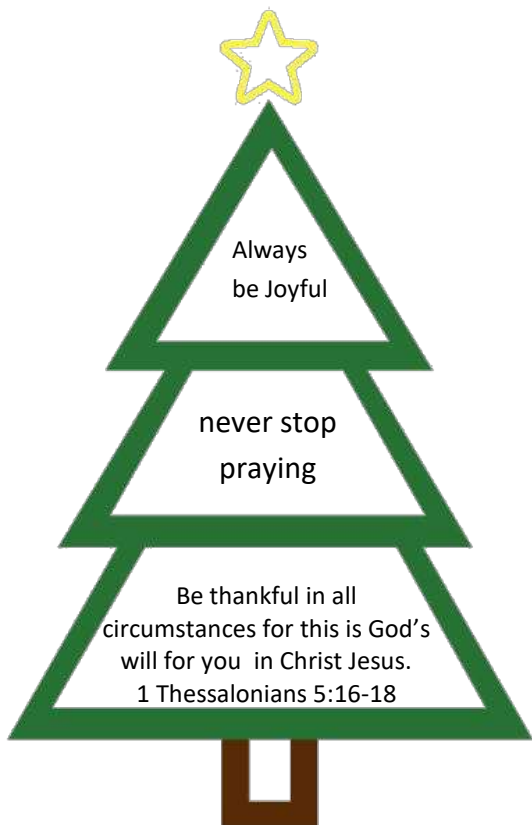 Always
be Joyful
never stop
praying
Be thankful in all
circumstances for this is God’s
will for you  in Christ Jesus.
1 Thessalonians 5:16-18